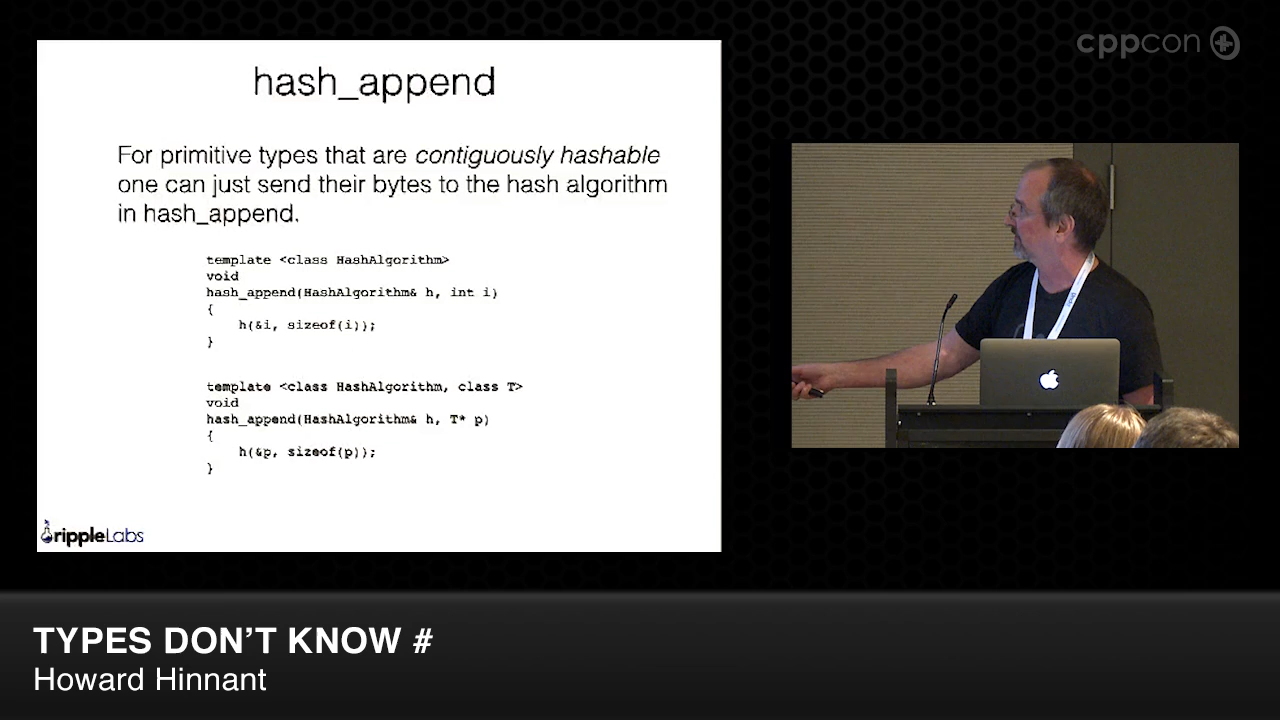 cppcon
hash_append
For primitive types that are contiguously hashable
one can just send their bytes to the hash algorithm
in hash_append.
template <class HashAlgorithm>
void
hash_append(HashAlgorithm& h, int i)
{
    h(&i, sizeof(i));
}
template <class HashAlgorithm, class T>
void
hash_append(HashAlgorithm& h, T* p)
{
    h(&p, sizeof(p));
}
rippleLabs
TYPES DON'T KNOW #
Howard Hinnant